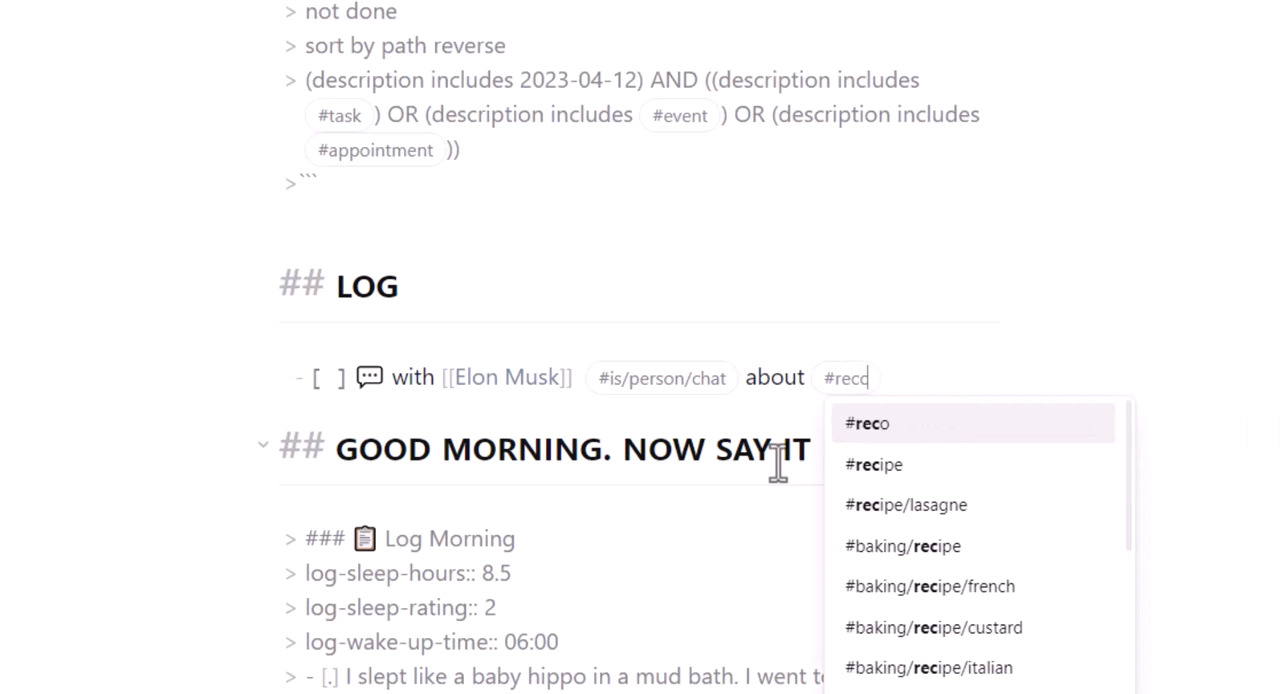 > not done
> sort by path reverse
> (description includes 2023-04-12) AND ((description includes
#task ) OR (description includes #event ) OR (description includes
#appointment ))
>```
## LOG
- [ ] 💬 with [[Elon Musk]] #is/person/chat about #reco
#reco
## GOOD MORNING. NOW SAY IT
#recipe
#recipe/lasagne
> ### 📋 Log Morning
#baking/recipe
> log-sleep-hours:: 8.5
#baking/recipe/french
> log-sleep-rating:: 2
#baking/recipe/custard
> log-wake-up-time:: 06:00
#baking/recipe/italian
> - [.] I slept like a baby hippo in a mud bath. I went